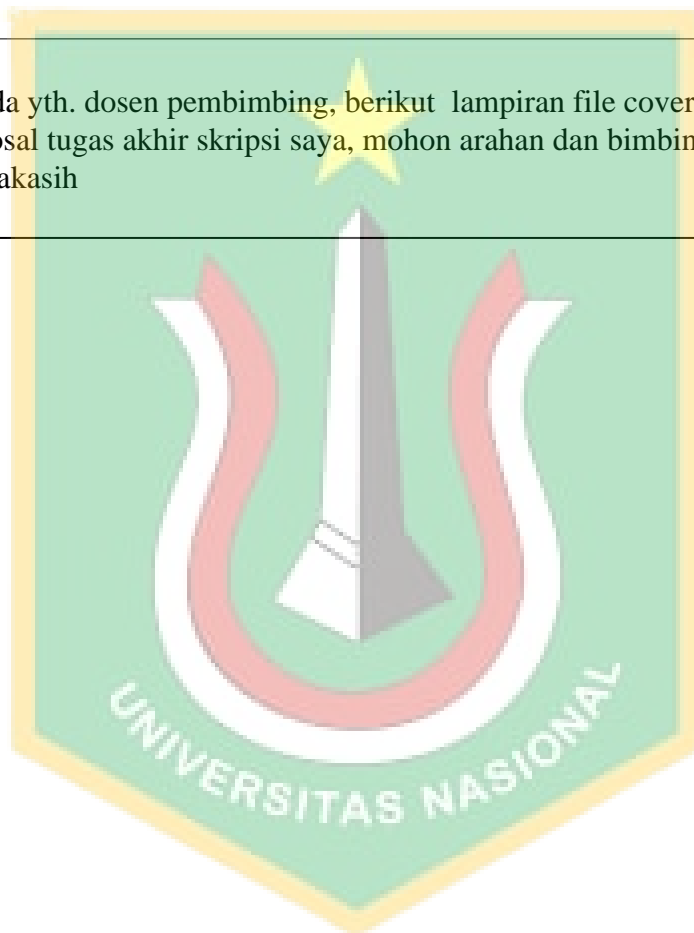 da yth. dosen pembimbing, berikut lampiran file cover
osal tugas akhir skripsi saya, mohon arahan dan bimbin
akasih
UNIVERSITAS NASIONAL